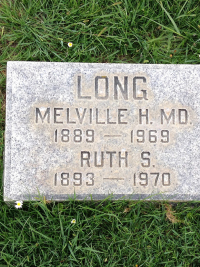 LONG
MELVILLE H. MD.
1889 — 1969
RUTH S.
1893 — 1970